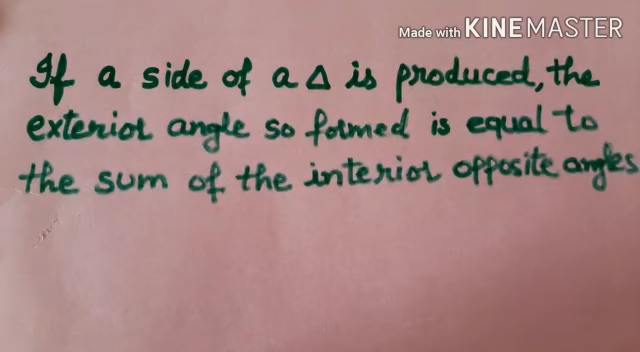 Made with KINEMASTER
If a side of a Δ is produced, the
exterior angle so formed is equal to
the sum of the interior opposite angles